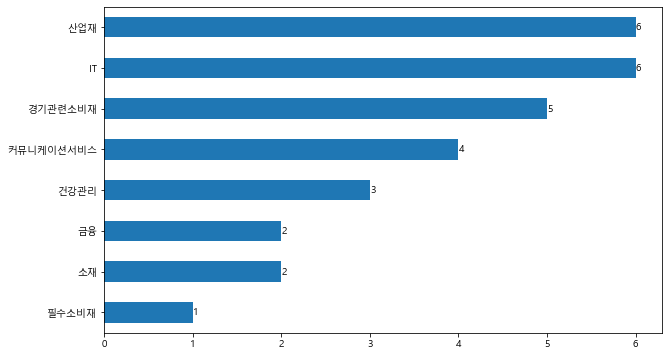 산업재 6
IT 6
경기관련소비재 5
커뮤니케이션서비스 4
건강관리 3
금융 2
소재 2
필수소비재 1
0 1 2 3 4 5 6